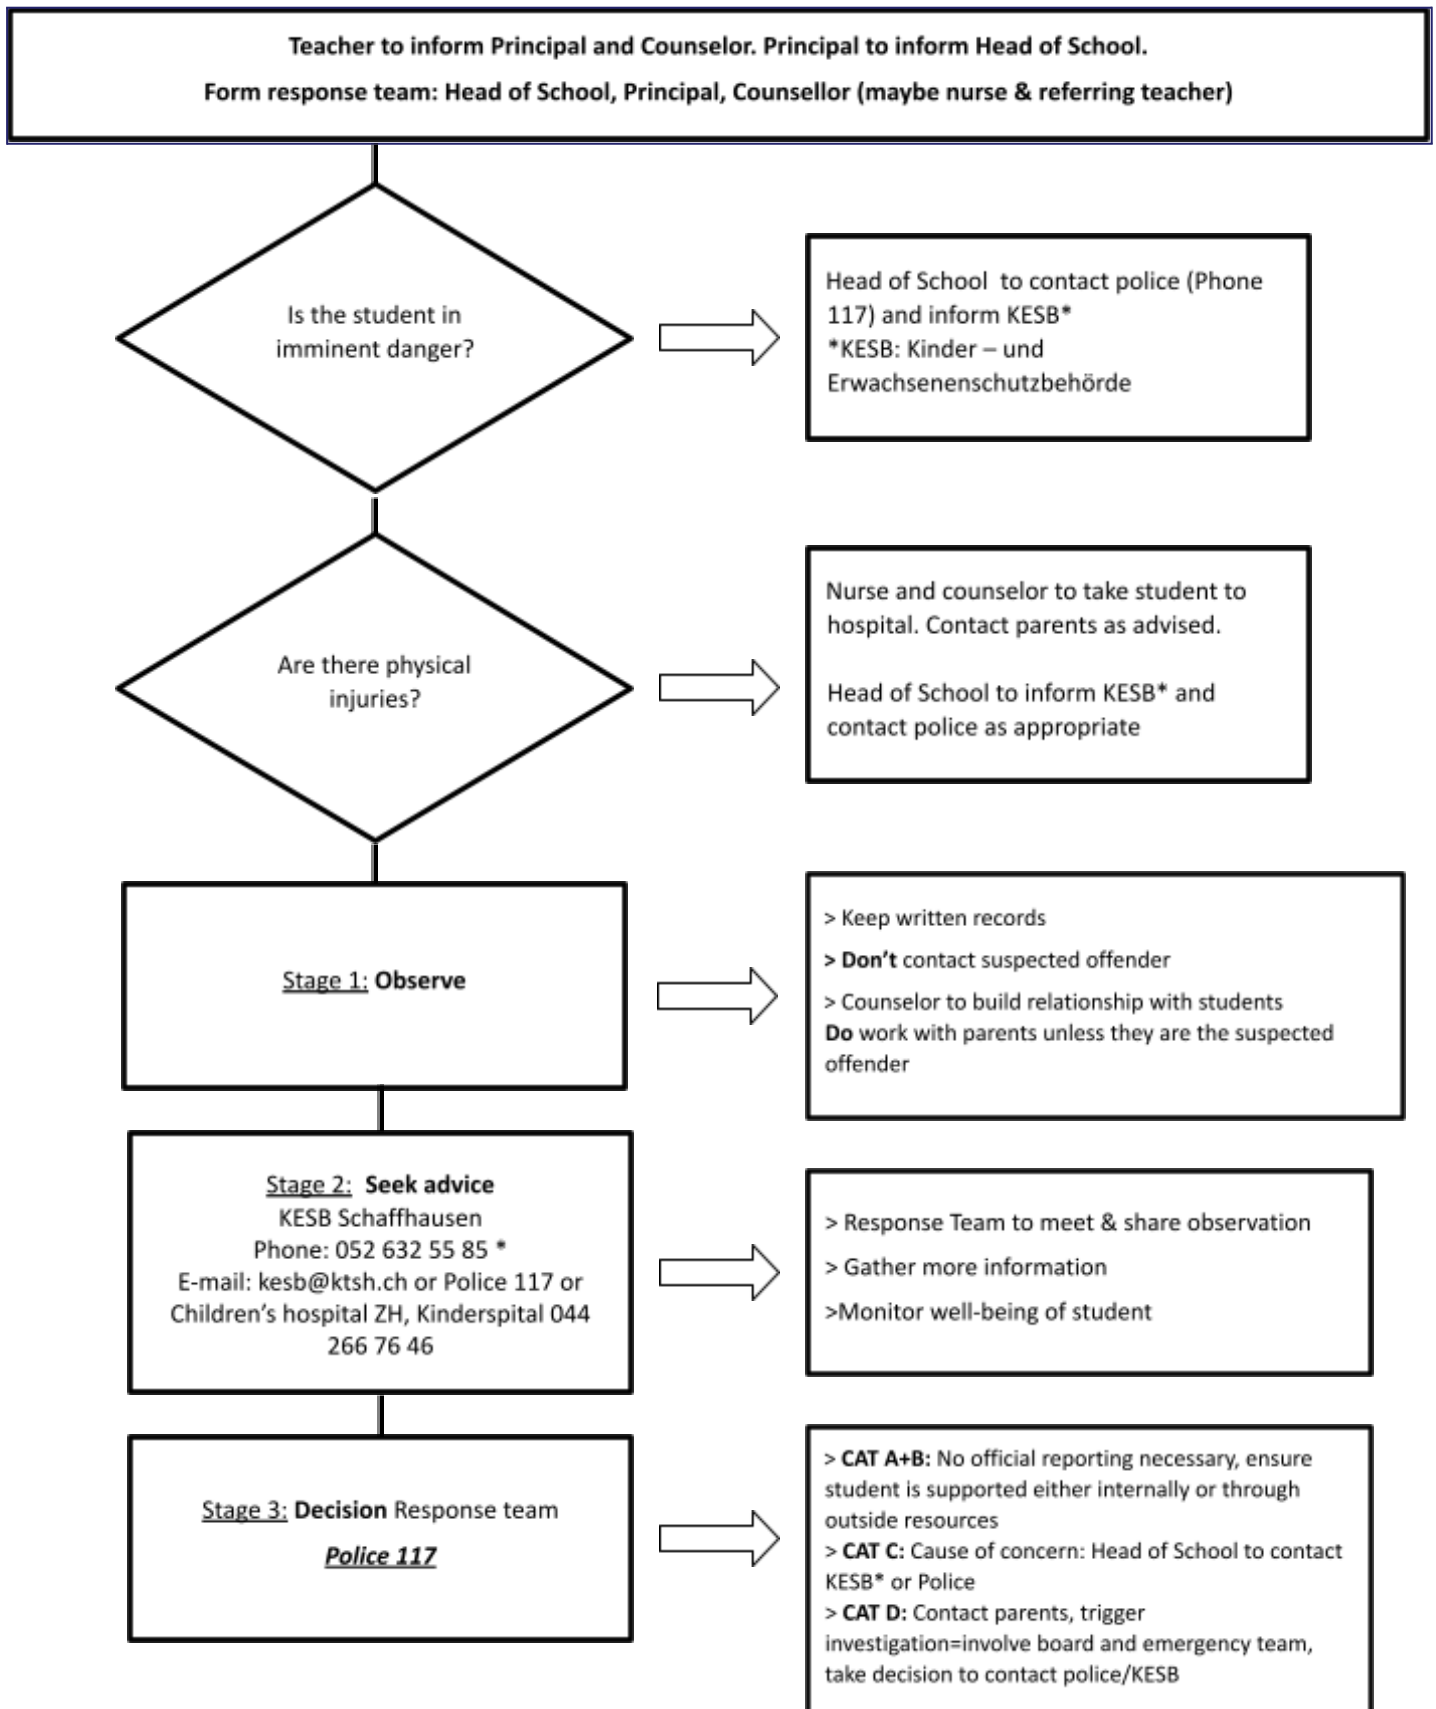 Teacher to inform Principal and Counselor. Principal to inform Head of School.
Form response team: Head of School, Principal, Counsellor (maybe nurse & referring teacher)
Is the student in
imminent danger?
Head of School  to contact police (Phone
117) and inform KESB*
*KESB: Kinder – und
Erwachsenenschutzbehörde
Are there physical
injuries?
Nurse and counselor to take student to
hospital. Contact parents as advised.
Head of School to inform KESB* and
contact police as appropriate
Stage 1: Observe
> Keep written records
> Don't contact suspected offender
> Counselor to build relationship with students
Do work with parents unless they are the suspected
offender
Stage 2:  Seek advice
KESB Schaffhausen
Phone: 052 632 55 85 *
E-mail: kesb@ktsh.ch or Police 117 or
Children's hospital ZH, Kinderspital 044
266 76 46
> Response Team to meet & share observation
> Gather more information
>Monitor well-being of student
Stage 3: Decision Response team
Police 117
> CAT A+B: No official reporting necessary, ensure
student is supported either internally or through
outside resources
> CAT C: Cause of concern: Head of School to contact
KESB* or Police
> CAT D: Contact parents, trigger
investigation=involve board and emergency team,
take decision to contact police/KESB